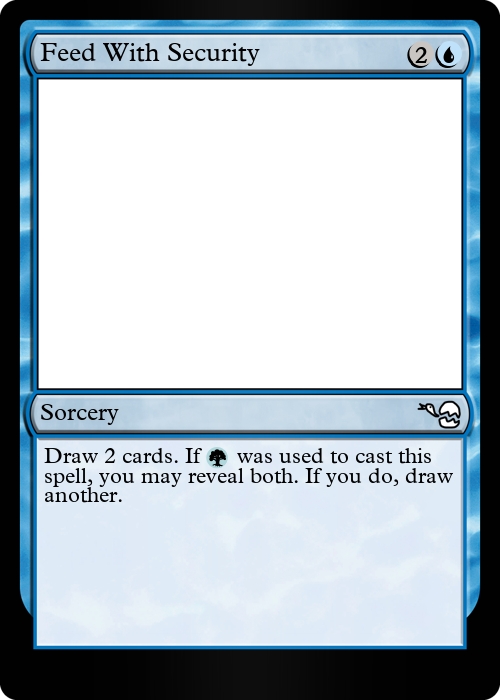 Feed With Security 2
Sorcery
Draw 2 cards. If was used to cast this
spell, you may reveal both. If you do, draw
another.